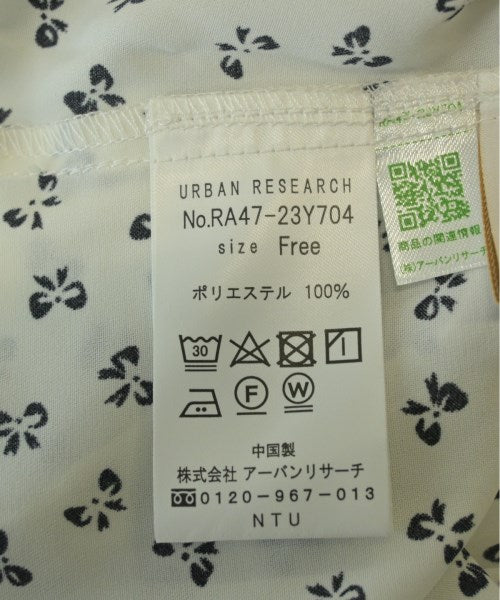 URBAN RESEARCH
No.RA47-23Y704
size Free
ポリエステル 100%
30
F W
中国製
株式会社 アーバンリサーチ
0120-967-013
NTU
商品の関連情報
(株)アーバンリサーチ